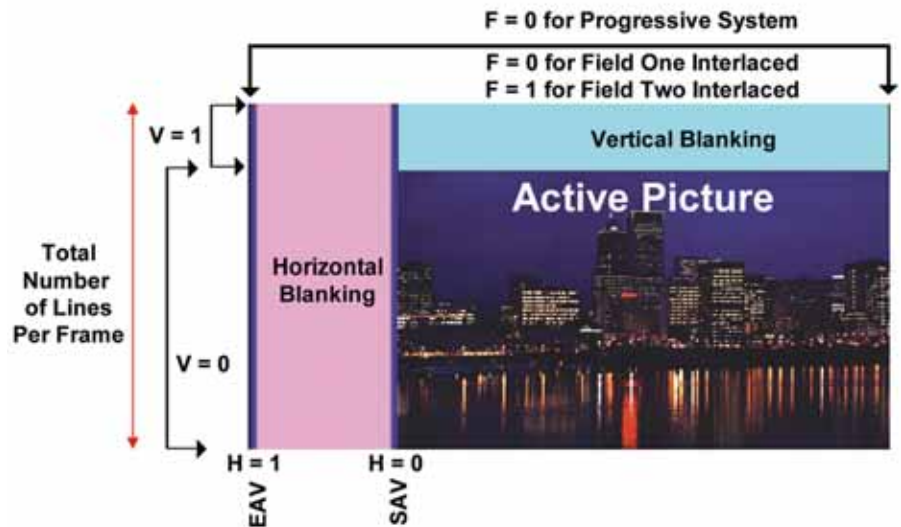 F = 0 for Progressive System
F = 0 for Field One Interlaced
F = 1 for Field Two Interlaced
V = 1
Vertical Blanking
Active Picture
Total
Number
of Lines
Per Frame
Horizontal
Blanking
V = 0
H = 1
H = 0
EAV
SAV